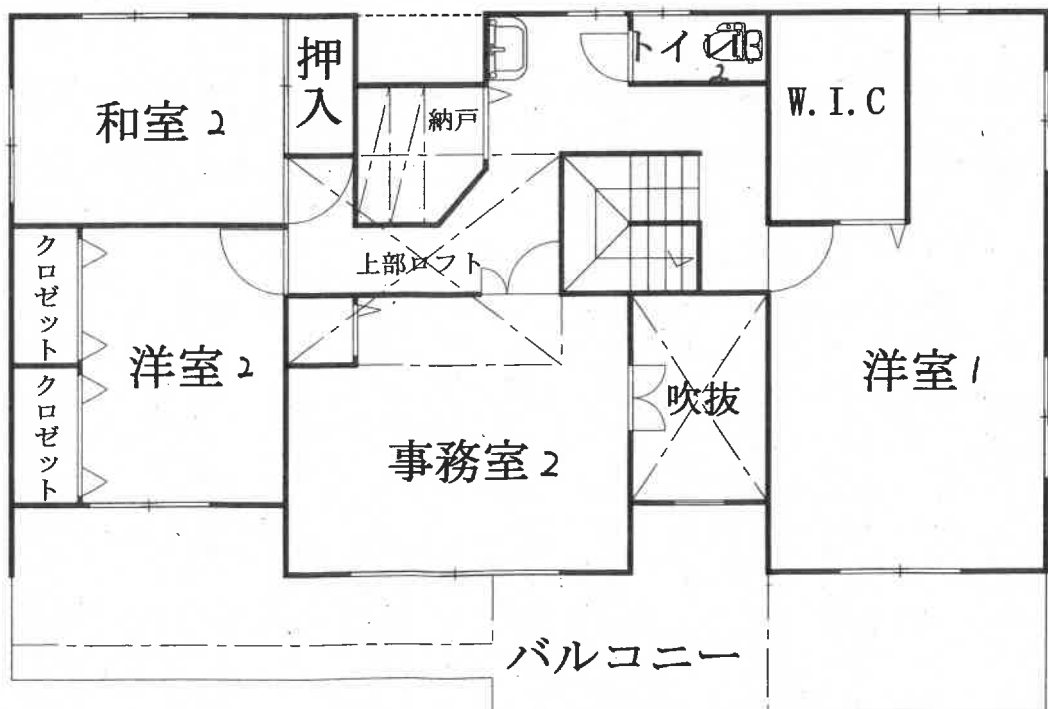 和室 2
押入
納戸
トイレ
2
W.I.C
クロゼット
上部ロフト
クロゼット
洋室 2
事務室 2
吹抜
洋室 1
バルコニー